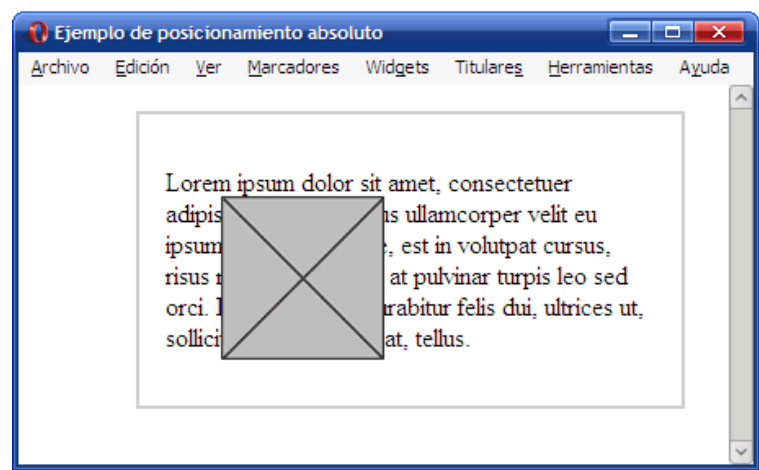 Ejemplo de posicionamiento absoluto
Archivo Edición Ver Marcadores Widgets Titulares Herramientas Ayuda
Lorem ipsum dolor sit amet, consectetuer
adipis us ullamcorper velit eu
ipsum , est in volutpat cursus,
risus at pulvinar turpis leo sed
orci. rabitur felis dui, ultrices ut,
sollicit at, tellus.